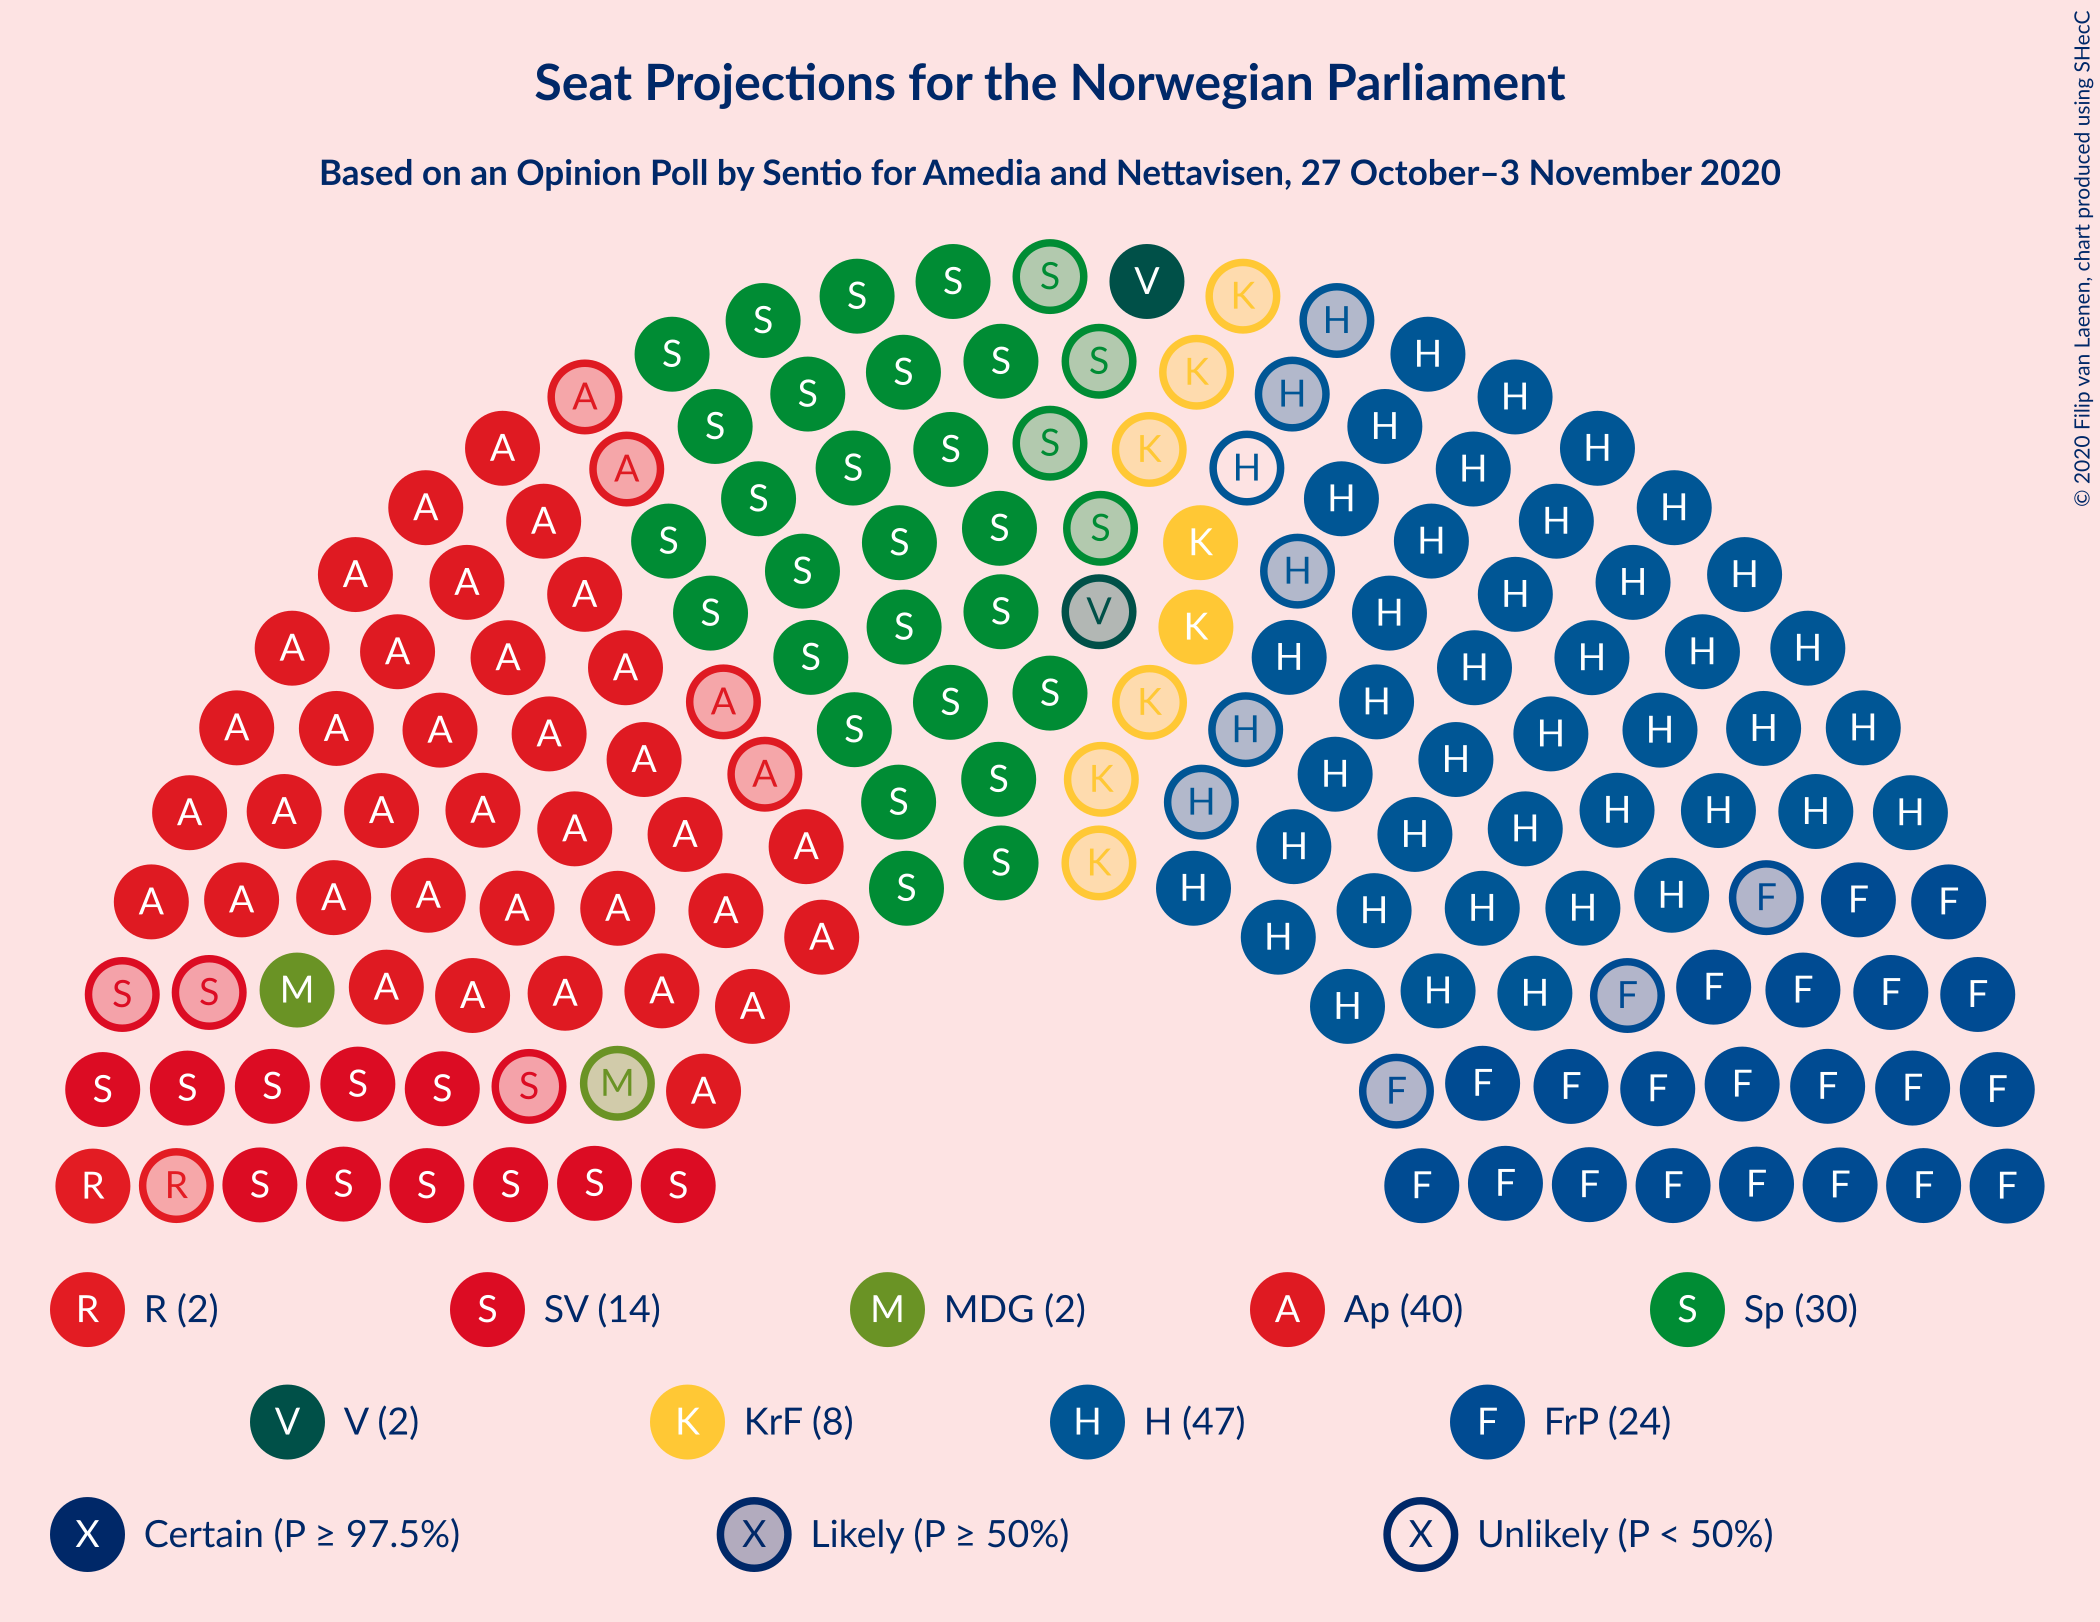 Seat Projections for the Norwegian Parliament
Based on an Opinion Poll by Sentio for Amedia and Nettavisen, 27 October–3 November 2020
© 2020 Filip van Laenen, chart produced using SHecC
S S S V K H
S S S S K H H
A S S S S K H H H
A A S S S K H H H H
A A S S S S K H H H H
A A A S S S V K H H H H
A A A A S S S K H H H H H
A A A A A A S S S K H H H H H H H
A A A A A A A A S S K H H H H H H H H H
A A A A A A A A S H H H H H H F F F
S S M A A A A A H H H F F F F F
S S S S S S M A F F F F F F F F
R R S S S S S S F F F F F F F F
R R (2) S SV (14) M MDG (2) A Ap (40) S Sp (30)
V V (2) K KrF (8) H H (47) F FrP (24)
X Certain (P ≥ 97.5%) X Likely (P ≥ 50%) X Unlikely (P < 50%)